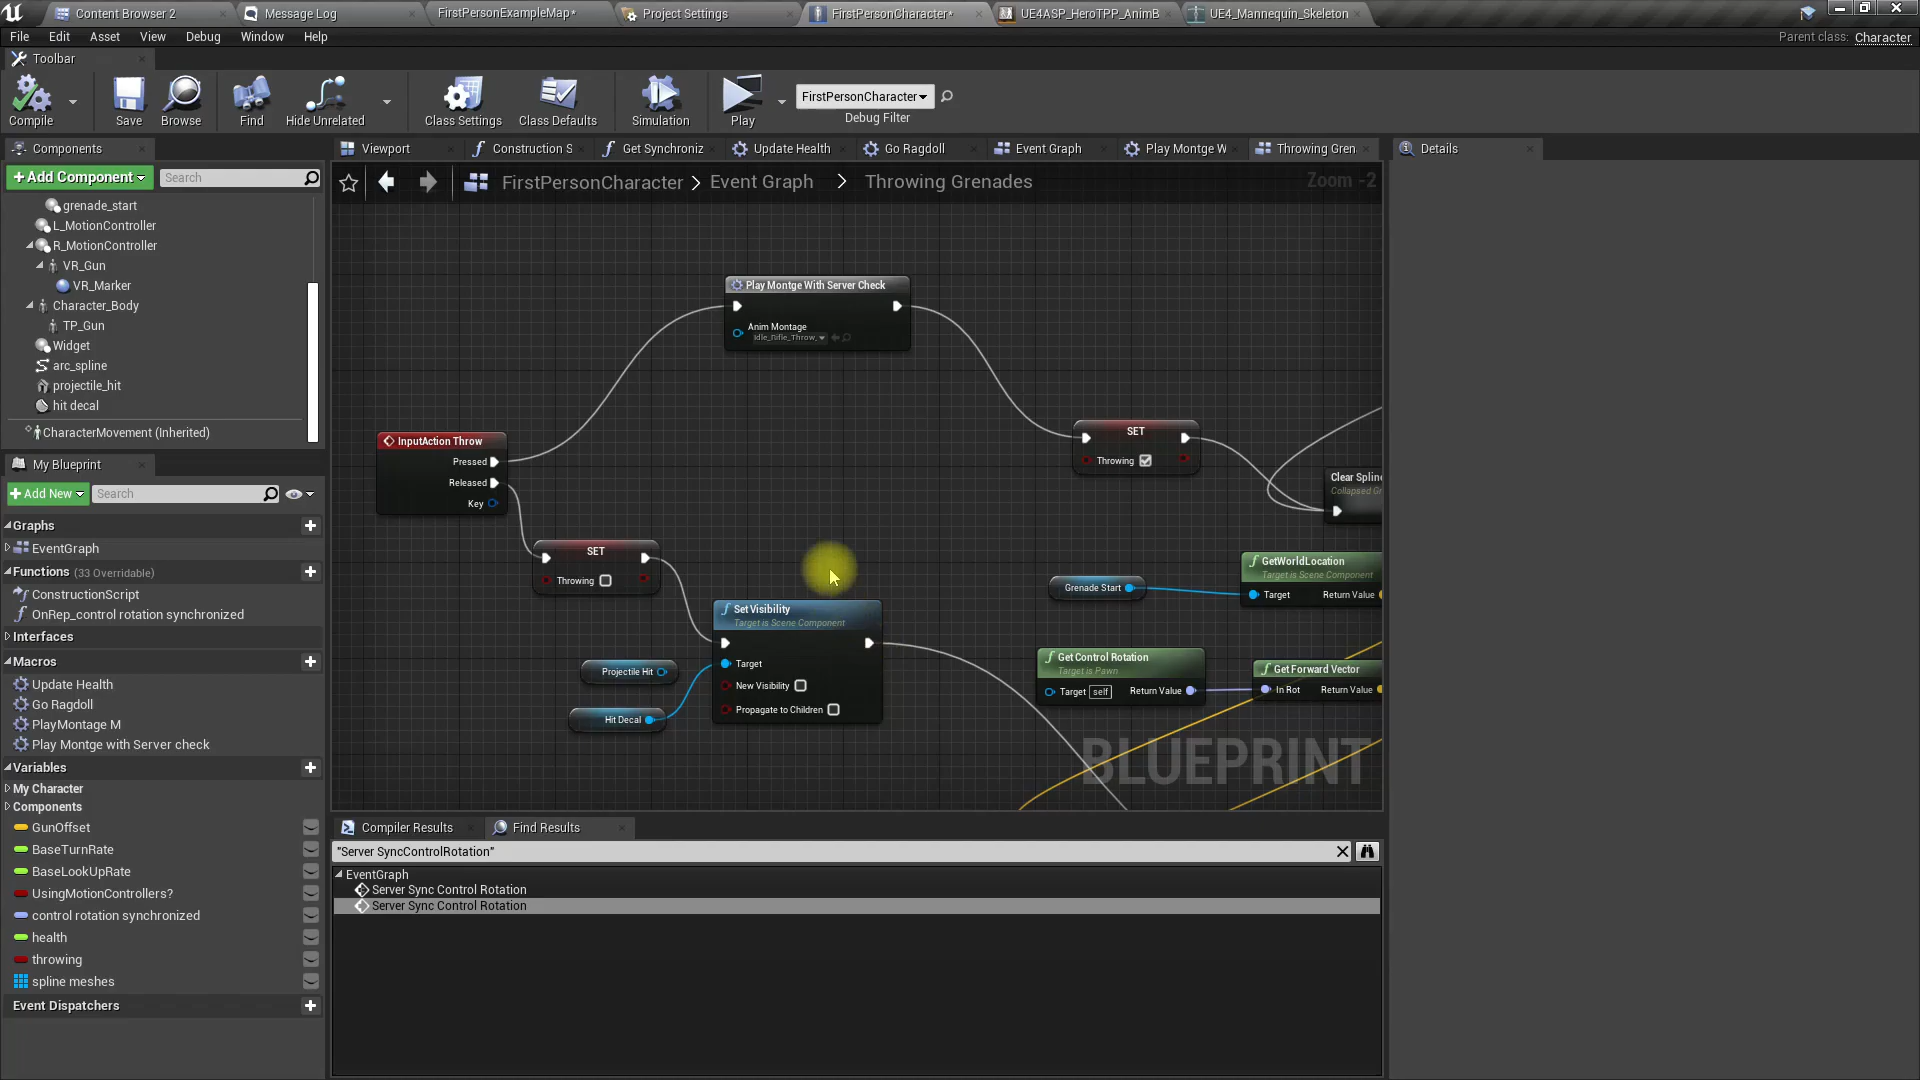 Content Browser 2
Message Log
FirstPersonExampleMap*
Project Settings
FirstPersonCharacter*
UE4ASP_HeroTPP_AnimB
UE4_Mannequin_Skeleton
File
Edit
Asset
View
Debug
Window
Help
Parent class: Character
Toolbar
Compile
Save
Browse
Find
Hide Unrelated
Class Settings
Class Defaults
Simulation
Play
FirstPersonCharacter
Debug Filter
Components
Viewport
Construction S
Get Synchroniz
Update Health
Go Ragdoll
Event Graph
Play Montge W
Throwing Gren
Details
+Add Component
Search
FirstPersonCharacter
Event Graph
Throwing Grenades
Zoom -2
grenade_start
L_MotionController
R_MotionController
VR_Gun
VR_Marker
Character_Body
TP_Gun
Widget
arc_spline
projectile_hit
hit decal
CharacterMovement (Inherited)
My Blueprint
+Add New
Search
Graphs
EventGraph
Functions (33 Overridable)
ConstructionScript
OnRep_control rotation synchronized
Interfaces
Macros
Update Health
Go Ragdoll
PlayMontage M
Play Montge with Server check
Variables
My Character
Components
GunOffset
BaseTurnRate
BaseLookUpRate
UsingMotionControllers?
control rotation synchronized
health
throwing
spline meshes
Event Dispatchers
Play Montge With Server Check
Anim Montage
Idle_Rifle_Throw_
InputAction Throw
Pressed
Released
Key
SET
Throwing
SET
Throwing
Clear Spline
Collapsed Gr
SetVisibility
Target is Scene Component
Target
New Visibility
Propagate to Children
Projectile Hit
Hit Decal
Grenade Start
GetWorldLocation
Target is Scene Component
Target
Return Value
Get Control Rotation
Target is Pawn
Target self
Return Value
Get Forward Vector
In Rot
Return Value
BLUEPRINT
Compiler Results
Find Results
"Server SyncControlRotation"
EventGraph
Server Sync Control Rotation
Server Sync Control Rotation